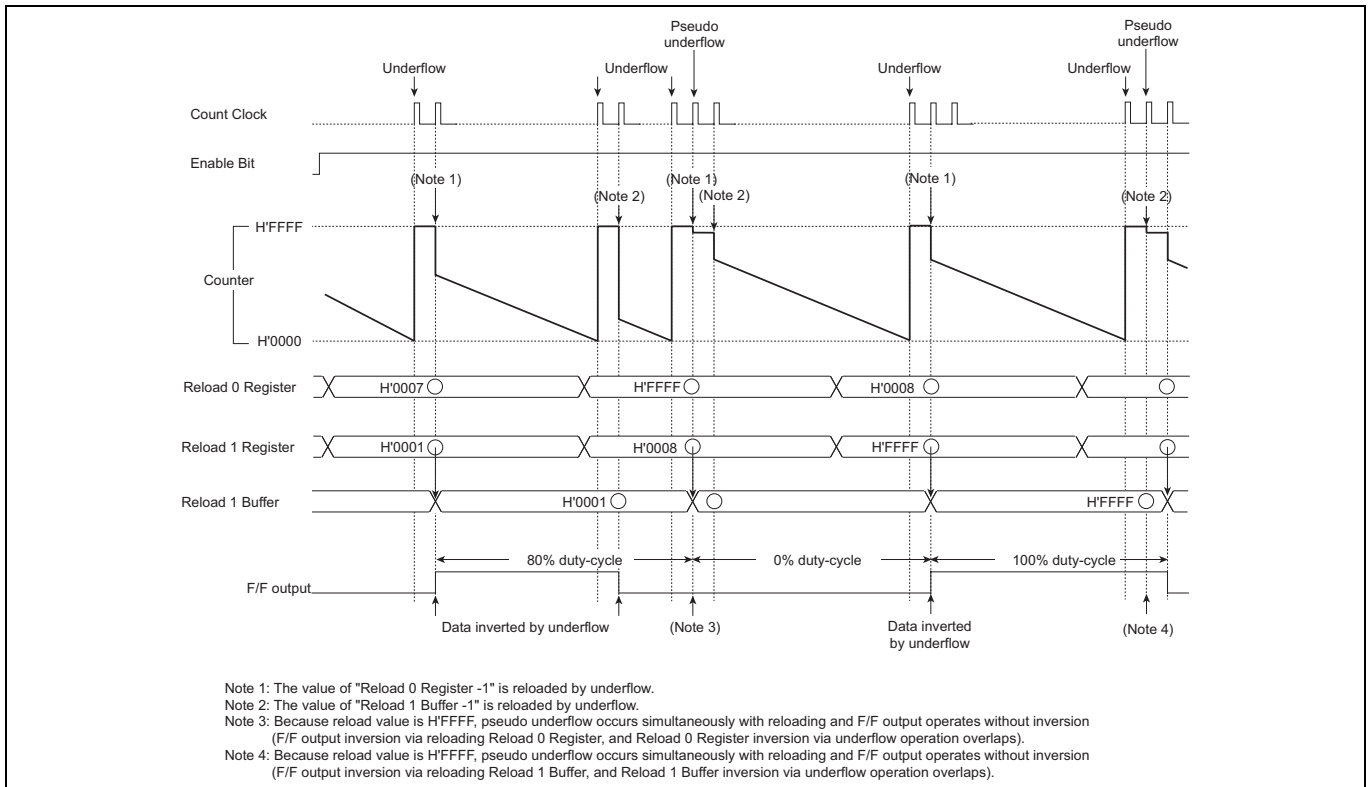 Pseudo
underflow
Pseudo
underflow
Underflow
Underflow
Underflow
Underflow
Count Clock
Enable Bit
(Note 1)
(Note 2)
(Note 1)
(Note 2)
(Note 1)
(Note 2)
H'FFFF
Counter
H'0000
Reload 0 Register
H'0007
H'FFFF
H'0008
Reload 1 Register
H'0001
H'0008
H'FFFF
Reload 1 Buffer
H'0001
H'FFFF
80% duty-cycle
0% duty-cycle
100% duty-cycle
F/F output
Data inverted by underflow
(Note 3)
Data inverted
by underflow
(Note 4)
Note 1: The value of "Reload 0 Register -1" is reloaded by underflow.
Note 2: The value of "Reload 1 Buffer -1" is reloaded by underflow.
Note 3: Because reload value is H'FFFF, pseudo underflow occurs simultaneously with reloading and F/F output operates without inversion
(F/F output inversion via reloading Reload 0 Register, and Reload 0 Register inversion via underflow operation overlaps).
Note 4: Because reload value is H'FFFF, pseudo underflow occurs simultaneously with reloading and F/F output operates without inversion
(F/F output inversion via reloading Reload 1 Buffer, and Reload 1 Buffer inversion via underflow operation overlaps).